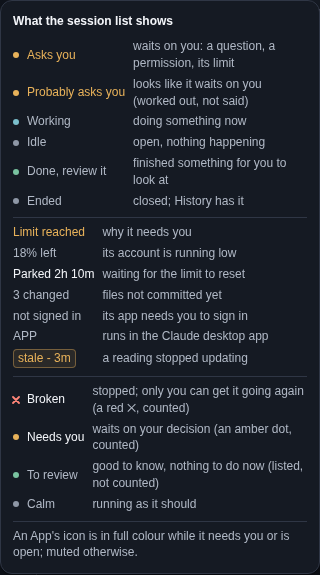 What the session list shows
Asks you waits on you: a question, a
permission, its limit
Probably asks you looks like it waits on you
(worked out, not said)
Working doing something now
Idle open, nothing happening
Done, review it finished something for you to
look at
Ended closed; History has it
Limit reached why it needs you
18% left its account is running low
Parked 2h 10m waiting for the limit to reset
3 changed files not committed yet
not signed in its app needs you to sign in
APP runs in the Claude desktop app
stale - 3m a reading stopped updating
Broken stopped; only you can get it going again
(a red ✕, counted)
Needs you waits on your decision (an amber dot,
counted)
To review good to know, nothing to do now (listed,
not counted)
Calm running as it should
An App's icon is in full colour while it needs you or is
open; muted otherwise.